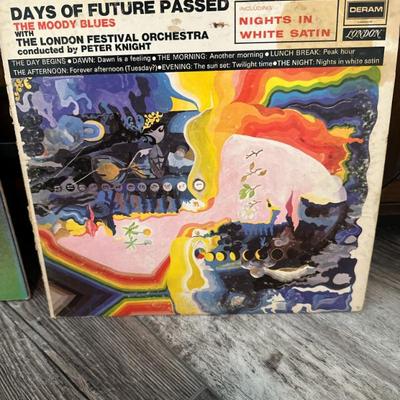 DAYS OF FUTURE PASSED
THE MOODY BLUES
WITH
THE LONDON FESTIVAL ORCHESTRA
conducted by PETER KNIGHT
INCLUDING
NIGHTS IN
WHITE SATIN
DERAM
LONDON
THE DAY BEGINS • DAWN: Dawn is a feeling • THE MORNING: Another morning • LUNCH BREAK: Peak hour
THE AFTERNOON: Forever afternoon (Tuesday?) • EVENING: The sun set: Twilight time • THE NIGHT: Nights in white satin